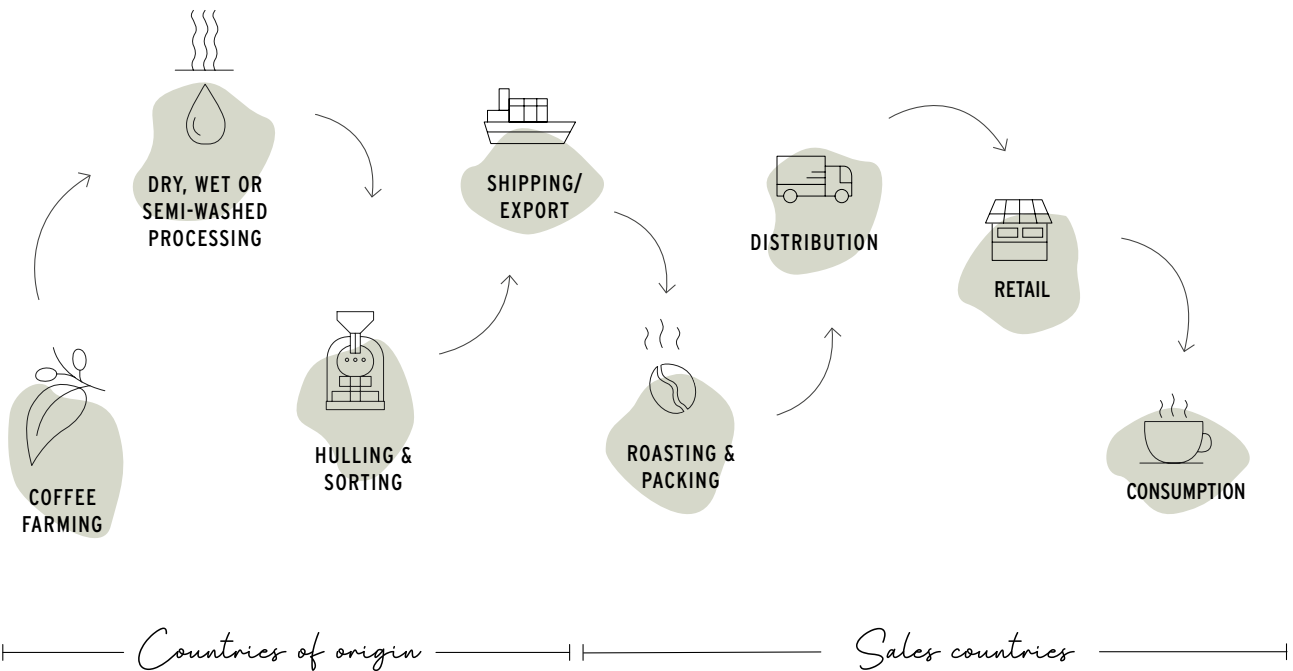 DRY, WET OR
SEMI-WASHED
PROCESSING
SHIPPING/
EXPORT
DISTRIBUTION
RETAIL
HULLING &
SORTING
ROASTING &
PACKING
COFFEE
FARMING
CONSUMPTION
Countries of origin
Sales countries